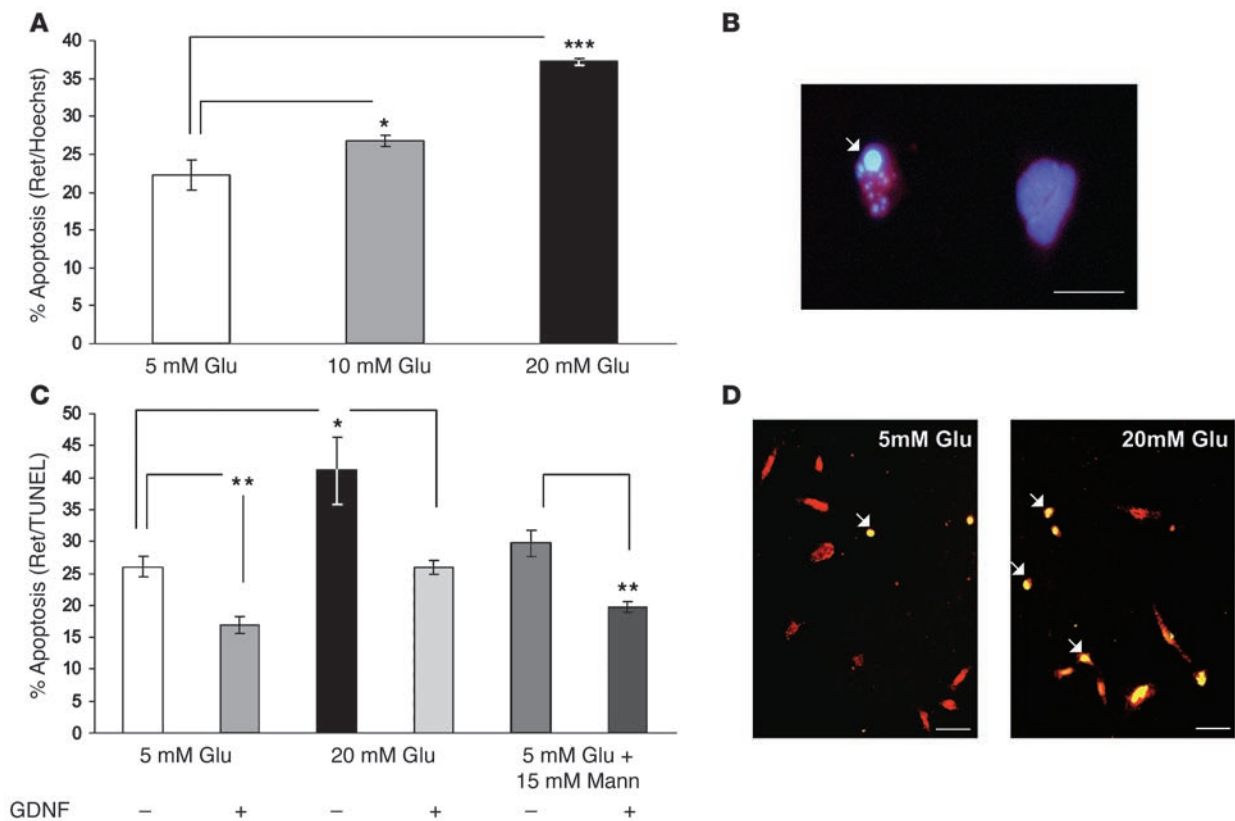 A
% Apoptosis (Ret/Hoechst)
40
35
30
25
20
15
10
5
0
*
***
5 mM Glu 10 mM Glu 20 mM Glu
B
C
% Apoptosis (Ret/TUNEL)
50
45
40
35
30
25
20
15
10
5
0
**
*
**
5 mM Glu 20 mM Glu 5 mM Glu +
15 mM Mann
GDNF − + − + − +
D
5mM Glu
20mM Glu